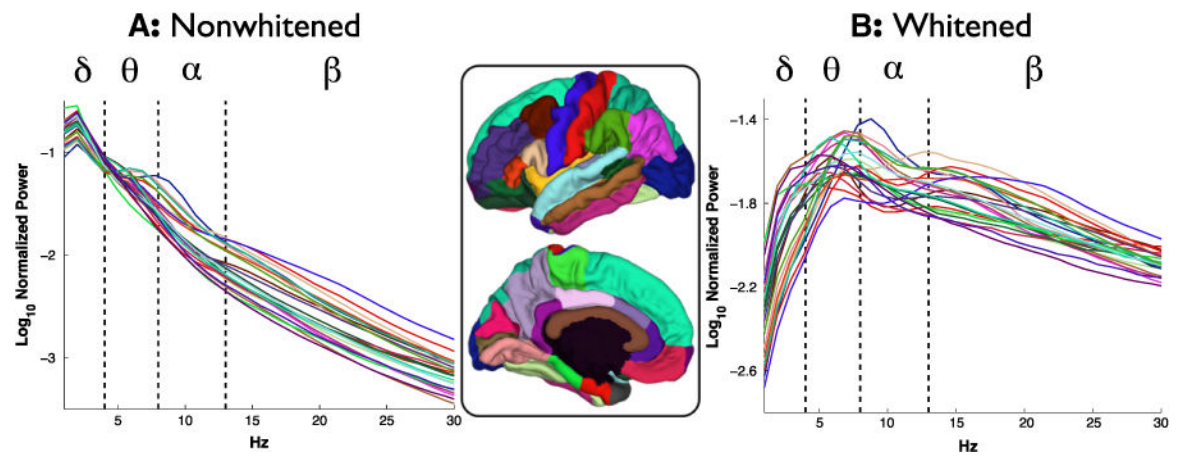 A: Nonwhitened
δ θ α β
-1
-2
-3
5 10 15 20 25 30
Hz
Log10 Normalized Power
B: Whitened
δ θ α β
-1.4
-1.8
-2.2
-2.6
5 10 15 20 25 30
Hz
Log10 Normalized Power